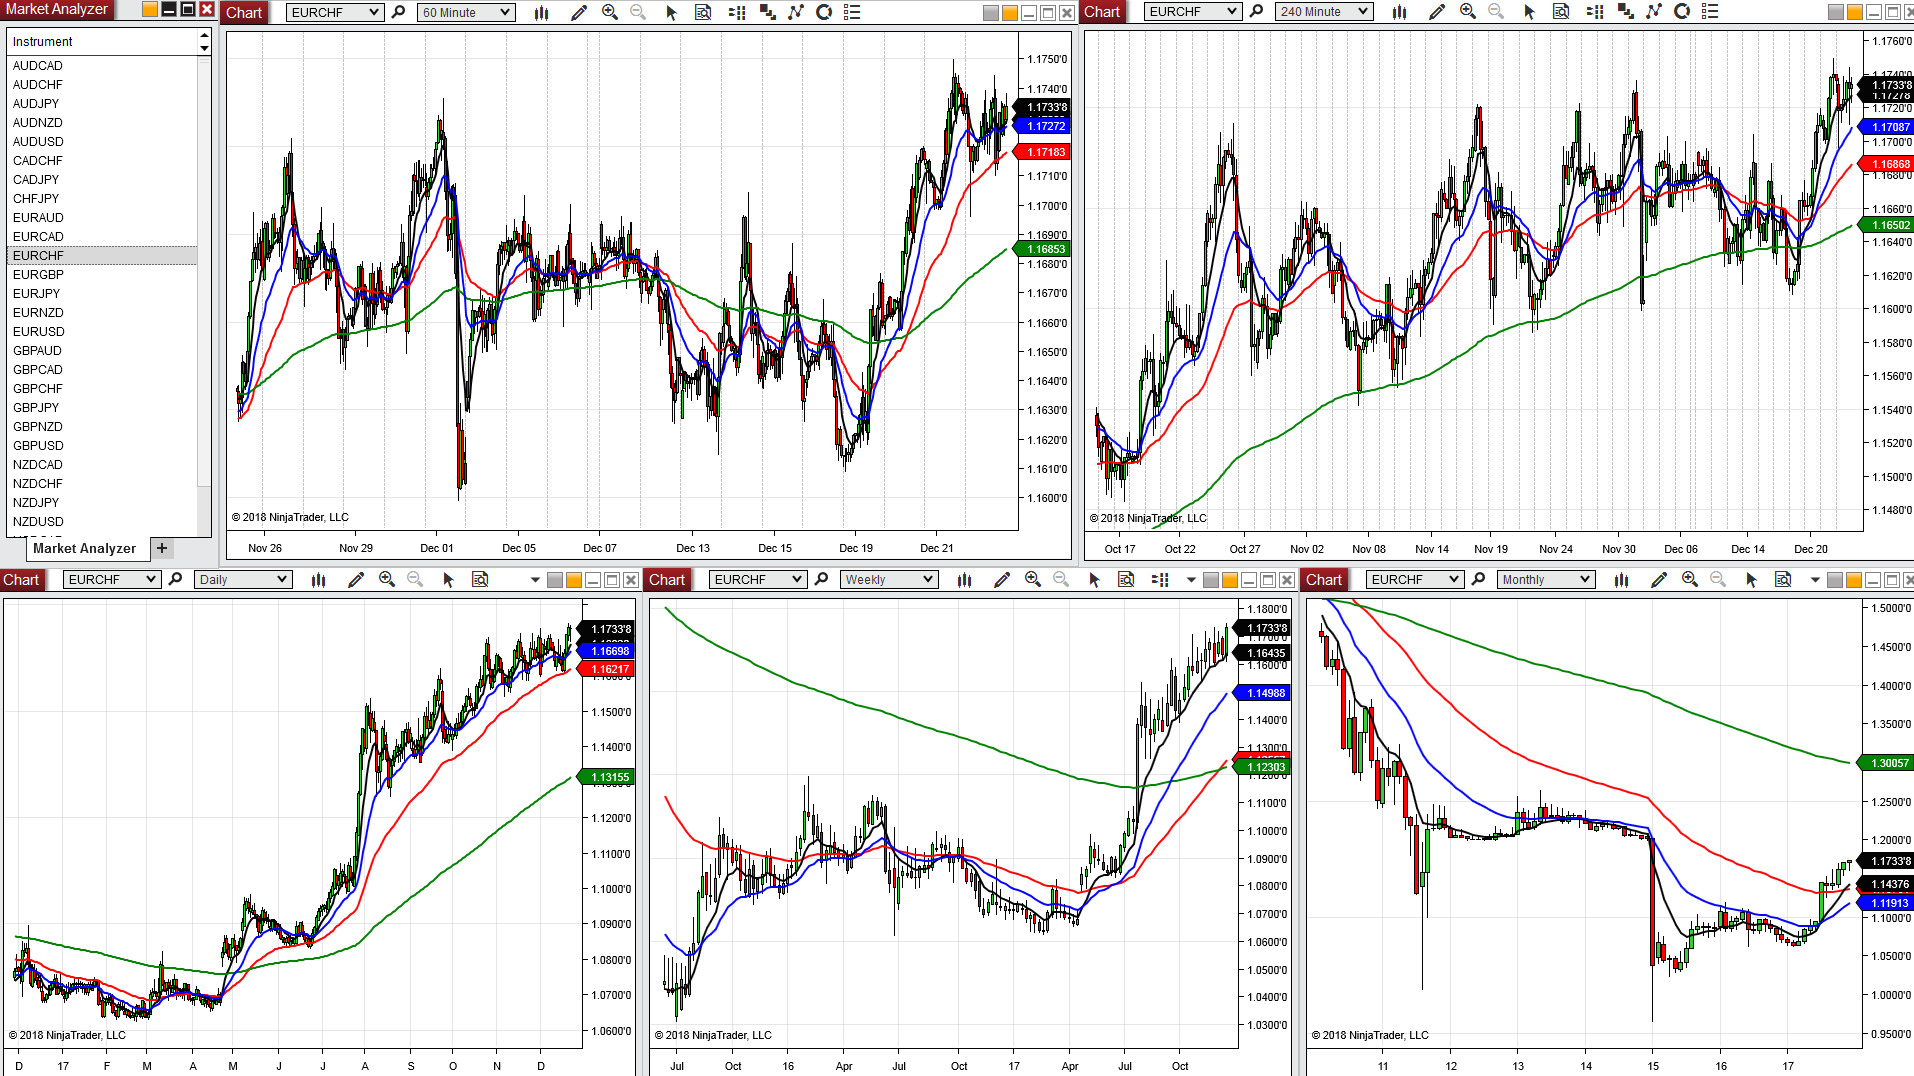 Market Analyzer
Instrument
AUDCAD
AUDCHF
AUDJPY
AUDNZD
AUDUSD
CADCHF
CADJPY
CHFJPY
EURAUD
EURCAD
EURCHF
EURGBP
EURJPY
EURNZD
EURUSD
GBPAUD
GBPCAD
GBPCHF
GBPJPY
GBPNZD
GBPUSD
NZDCAD
NZDCHF
NZDJPY
NZDUSD
Market Analyzer +
Chart EURCHF 60 Minute
1.1750'0
1.1740'0
1.1733'8
1.17272
1.17183
1.1710'0
1.1700'0
1.1690'0
1.16853
1.1680'0
1.1670'0
1.1660'0
1.1650'0
1.1640'0
1.1630'0
1.1620'0
1.1610'0
1.1600'0
© 2018 NinjaTrader, LLC
Nov 26 Nov 29 Dec 01 Dec 05 Dec 07 Dec 13 Dec 15 Dec 19 Dec 21
Chart EURCHF 240 Minute
1.1760'0
1.1733'8
1.1720'0
1.17087
1.1700'0
1.16868
1.1680'0
1.1660'0
1.16502
1.1640'0
1.1620'0
1.1600'0
1.1580'0
1.1560'0
1.1540'0
1.1520'0
1.1500'0
1.1480'0
© 2018 NinjaTrader, LLC
Oct 17 Oct 22 Oct 27 Nov 02 Nov 08 Nov 14 Nov 19 Nov 24 Nov 30 Dec 06 Dec 14 Dec 20
Chart EURCHF Daily
1.1733'8
1.16698
1.16217
1.1500'0
1.1400'0
1.13155
1.1200'0
1.1100'0
1.1000'0
1.0900'0
1.0800'0
1.0700'0
1.0600'0
© 2018 NinjaTrader, LLC
D 17 F M A M J J A S O N D
Chart EURCHF Weekly
1.1800'0
1.1733'8
1.16435
1.1600'0
1.14988
1.1400'0
1.1300'0
1.12303
1.1200'0
1.1100'0
1.1000'0
1.0900'0
1.0800'0
1.0700'0
1.0600'0
1.0500'0
1.0400'0
1.0300'0
© 2018 NinjaTrader, LLC
Jul Oct 16 Apr Jul Oct 17 Apr Jul Oct
Chart EURCHF Monthly
1.5000'0
1.4500'0
1.4000'0
1.3500'0
1.30057
1.2500'0
1.2000'0
1.1733'8
1.14376
1.11913
1.1000'0
1.0500'0
1.0000'0
0.9500'0
© 2018 NinjaTrader, LLC
11 12 13 14 15 16 17